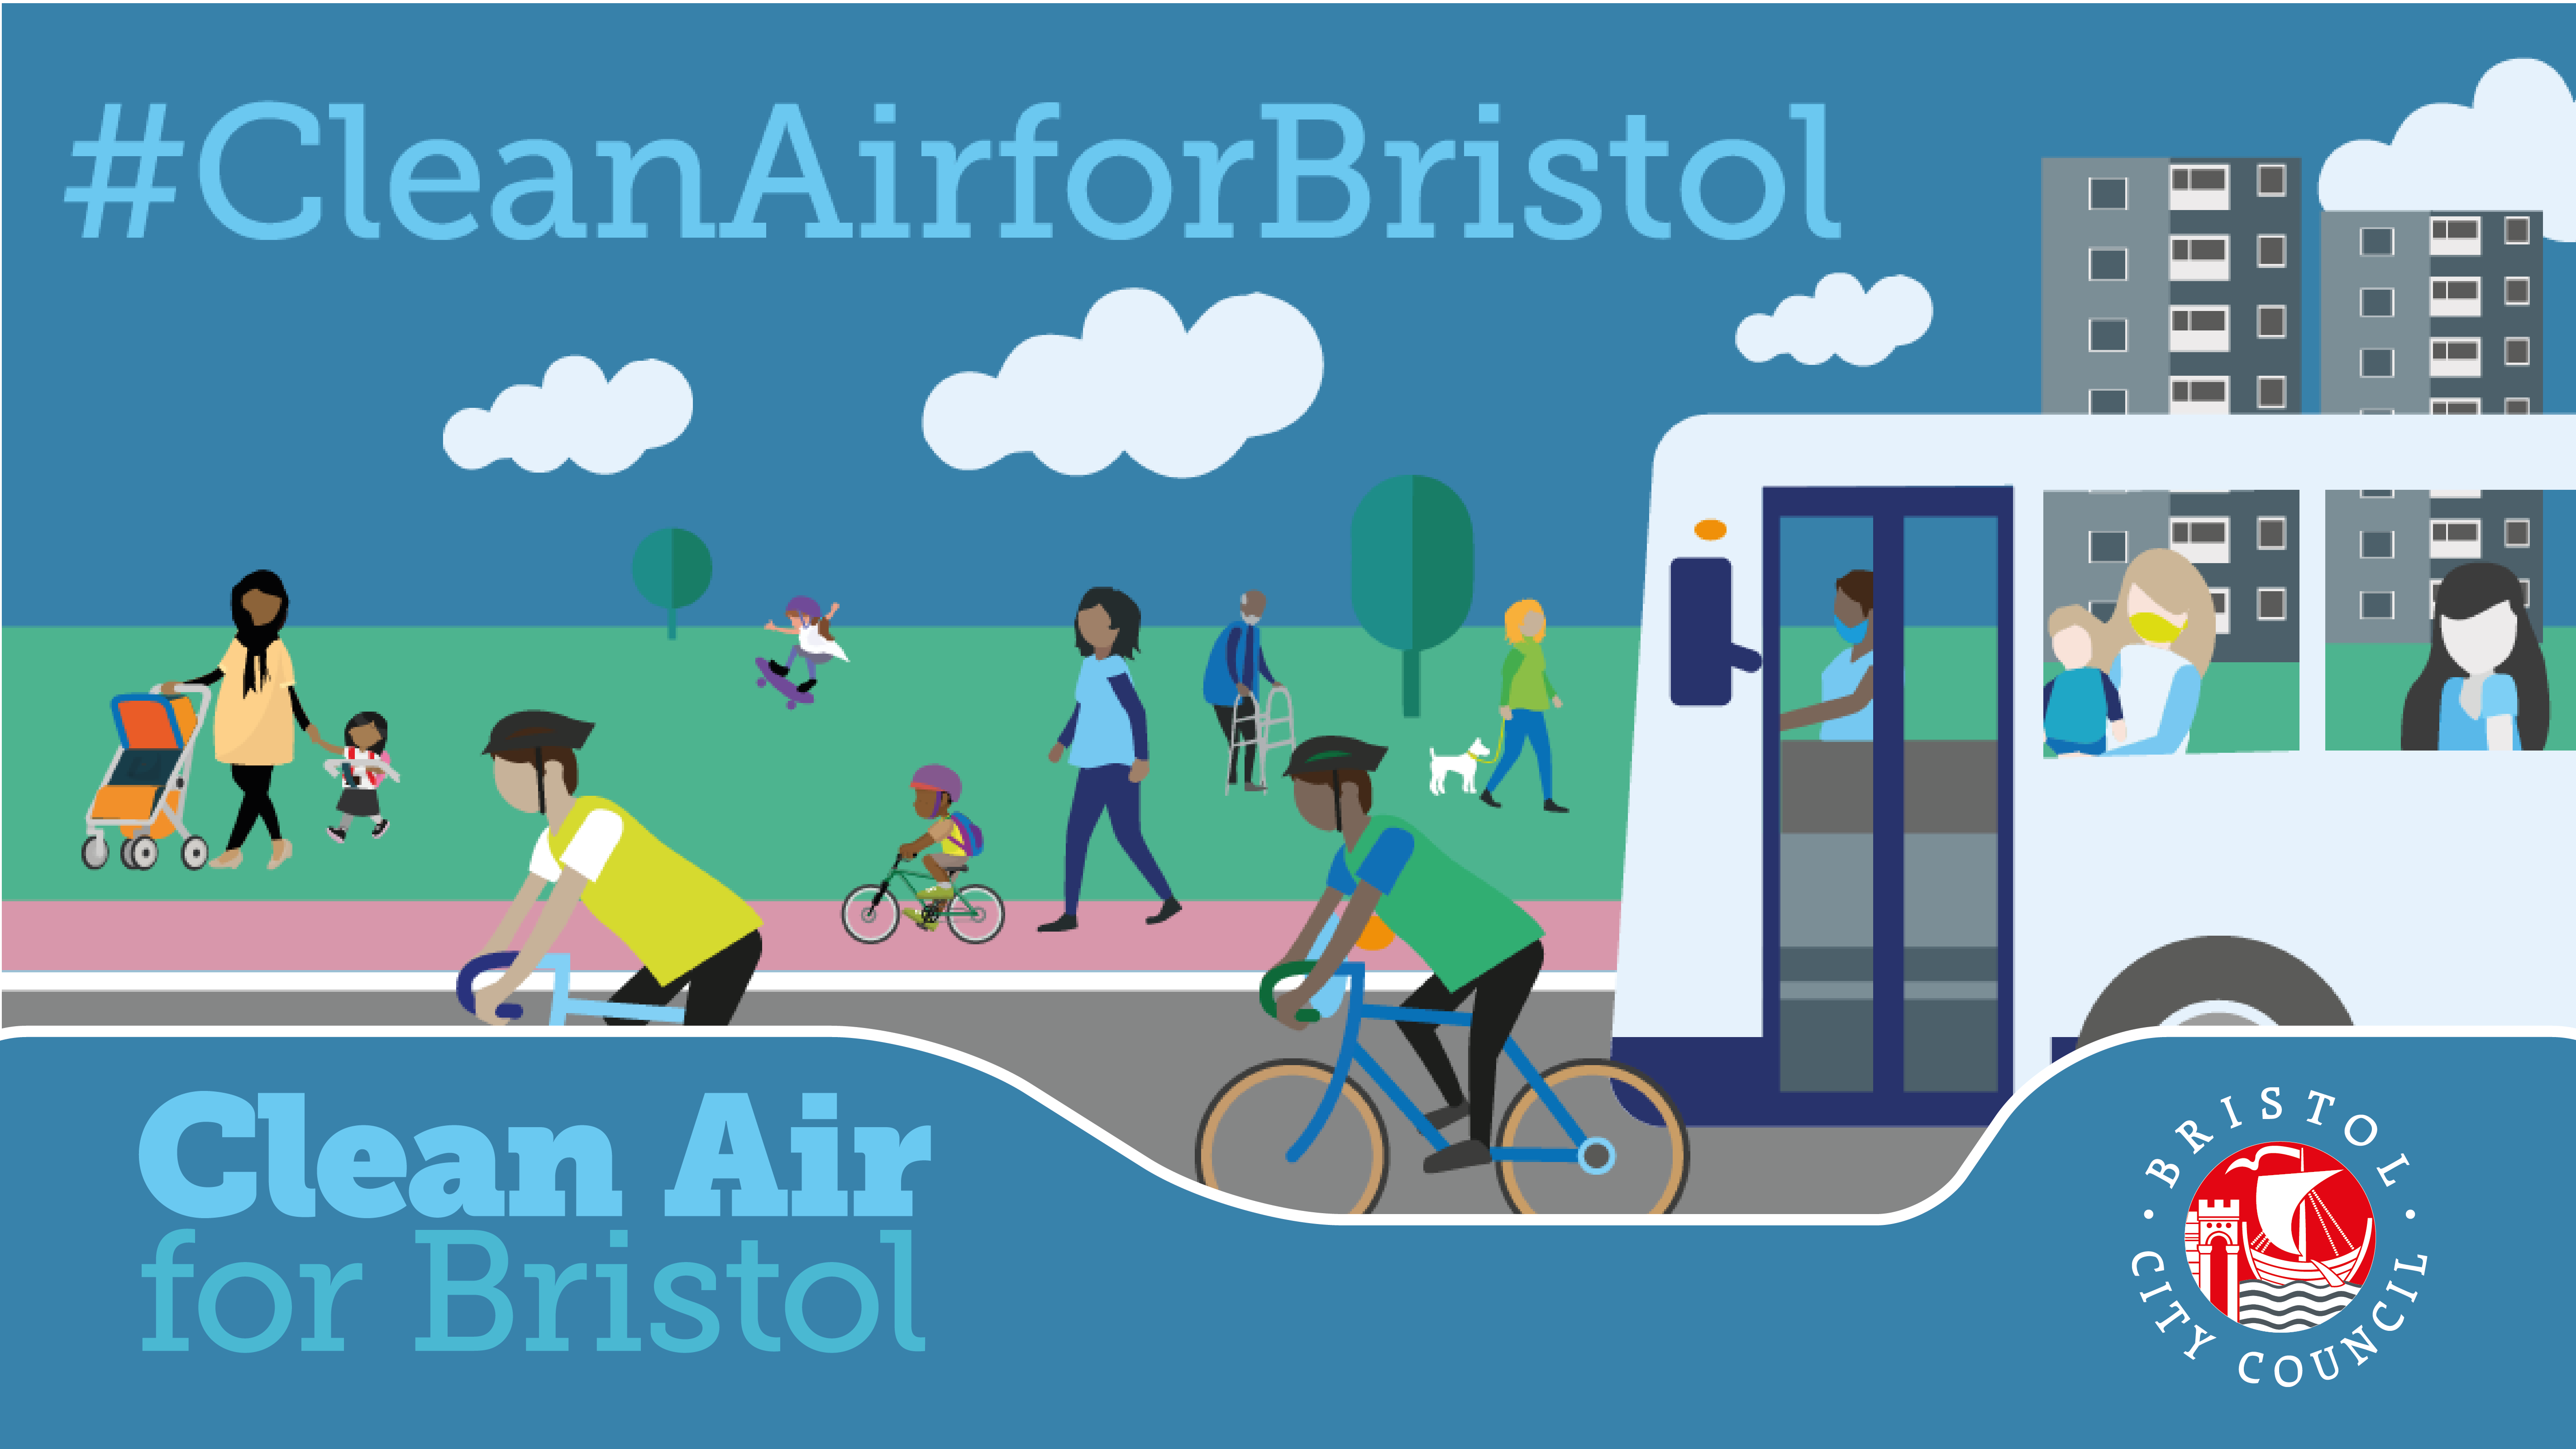 #CleanAirforBristol
Clean Air
for Bristol
BRISTOL
CITY COUNCIL